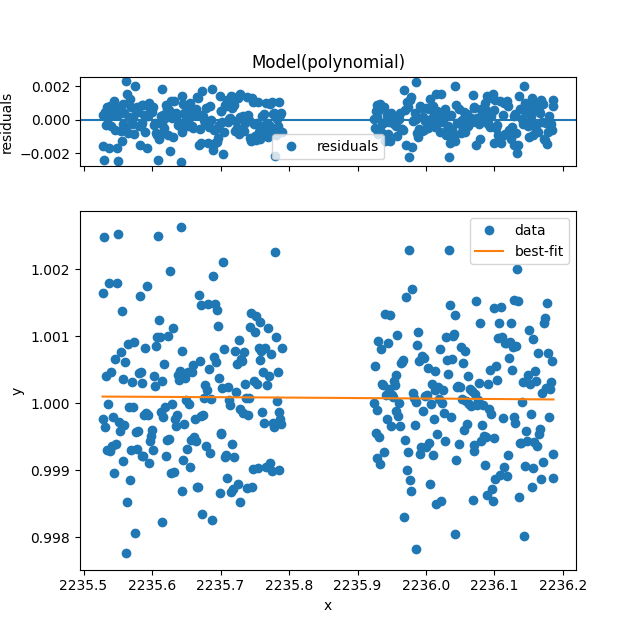 Model(polynomial)
0.002
0.000
−0.002
residuals
residuals
data
best-fit
1.002
1.001
1.000
0.999
0.998
y
2235.5 2235.6 2235.7 2235.8 2235.9 2236.0 2236.1 2236.2
x